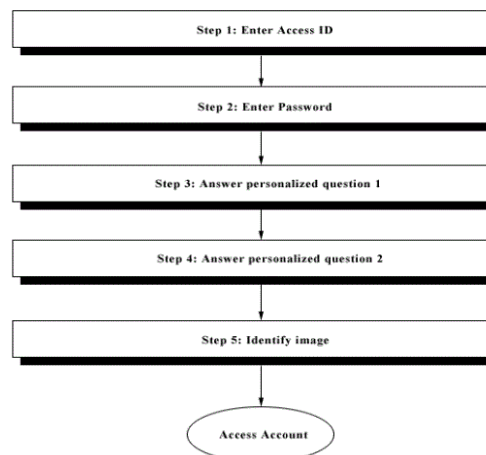 Step 1: Enter Access ID
Step 2: Enter Password
Step 3: Answer personalized question 1
Step 4: Answer personalized question 2
Step 5: Identify image
Access Account